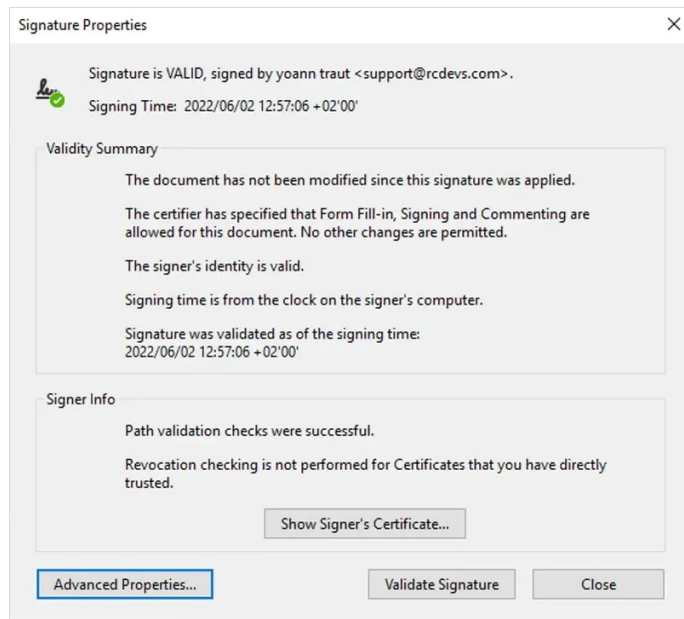 Signature Properties
Signature is VALID, signed by yoann traut <support@rcdevs.com>.
Signing Time: 2022/06/02 12:57:06 +02'00'
Validity Summary
The document has not been modified since this signature was applied.
The certifier has specified that Form Fill-in, Signing and Commenting are
allowed for this document. No other changes are permitted.
The signer's identity is valid.
Signing time is from the clock on the signer's computer.
Signature was validated as of the signing time:
2022/06/02 12:57:06 +02'00'
Signer Info
Path validation checks were successful.
Revocation checking is not performed for Certificates that you have directly
trusted.
Show Signer's Certificate...
Advanced Properties...
Validate Signature
Close